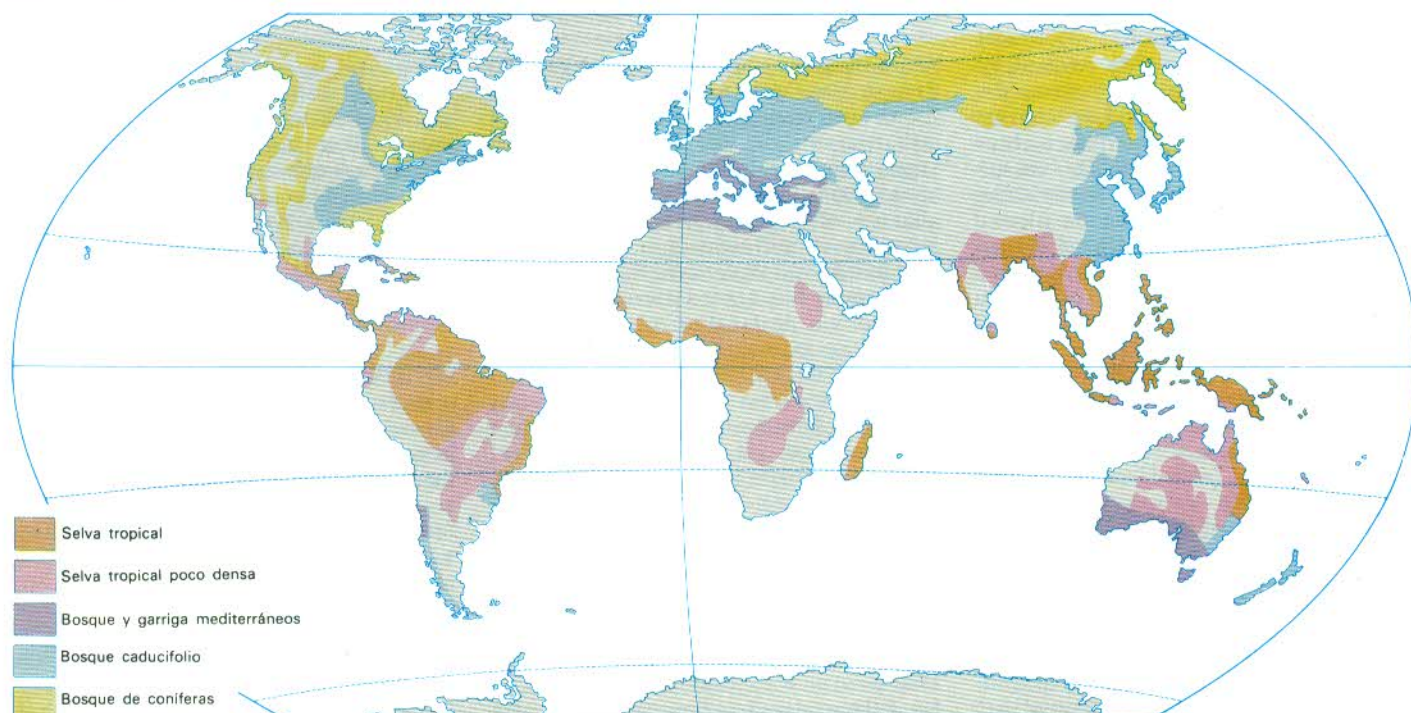 Selva tropical
Selva tropical poco densa
Bosque y garriga mediterráneos
Bosque caducifolio
Bosque de coníferas